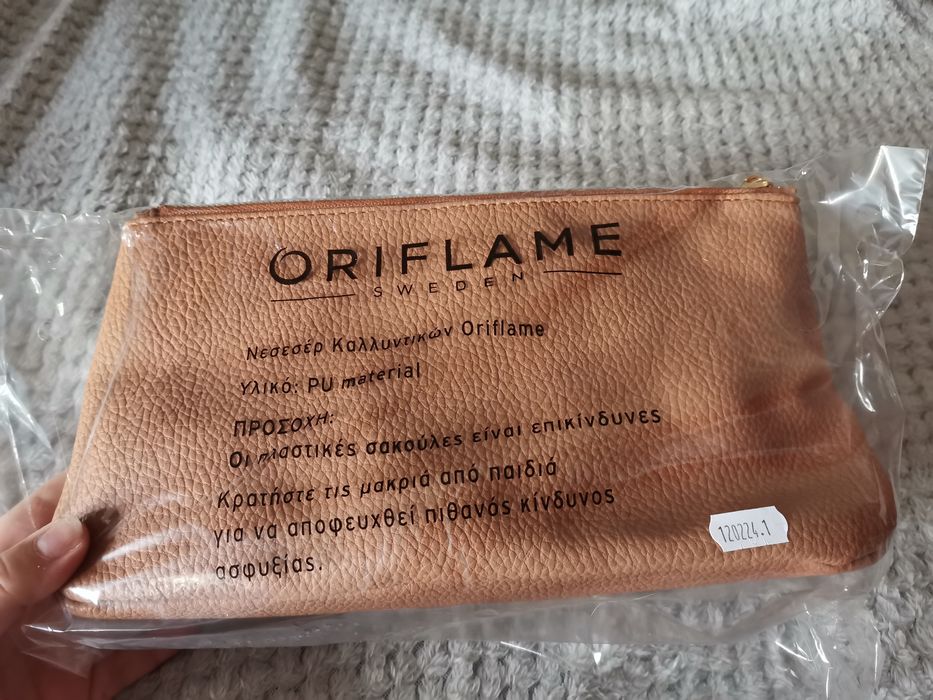 ORIFLAME
SWEDEN
Νεσεσέρ Καλλυντικών Oriflame
Υλικό: PU material
ΠΡΟΣΟΧΗ:
Οι πλαστικές σακούλες είναι επικίνδυνες
Κρατήστε τις μακριά από παιδιά
για να αποφευχθεί πιθανάς κίνδυνος
ασφυξίας.
120224.1